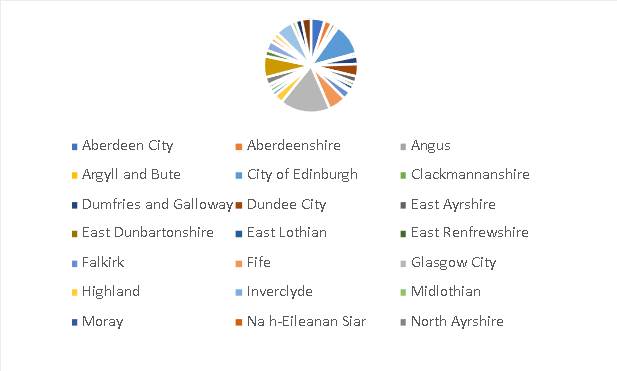 Aberdeen City Aberdeenshire Angus
Argyll and Bute City of Edinburgh Clackmannanshire
Dumfries and Galloway Dundee City East Ayrshire
East Dunbartonshire East Lothian East Renfrewshire
Falkirk Fife Glasgow City
Highland Inverclyde Midlothian
Moray Na h-Eileanan Siar North Ayrshire